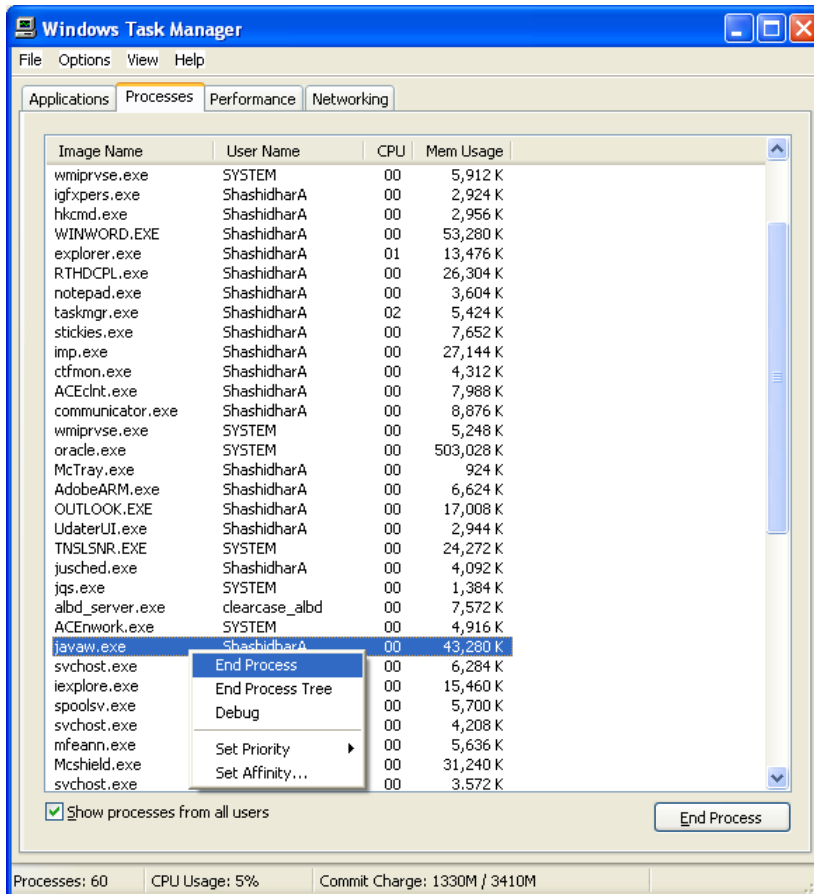 Windows Task Manager
File Options View Help
Applications Processes Performance Networking
Image Name User Name CPU Mem Usage
wmiprvse.exe SYSTEM 00 5,912 K
igfxpers.exe ShashidharA 00 2,924 K
hkcmd.exe ShashidharA 00 2,956 K
WINWORD.EXE ShashidharA 00 53,280 K
explorer.exe ShashidharA 01 13,476 K
RTHDCPL.exe ShashidharA 00 26,304 K
notepad.exe ShashidharA 00 3,604 K
taskmgr.exe ShashidharA 02 5,424 K
stickies.exe ShashidharA 00 7,652 K
imp.exe ShashidharA 00 27,144 K
ctfmon.exe ShashidharA 00 4,312 K
ACEclnt.exe ShashidharA 00 7,988 K
communicator.exe ShashidharA 00 8,876 K
wmiprvse.exe SYSTEM 00 5,248 K
oracle.exe SYSTEM 00 503,028 K
McTray.exe ShashidharA 00 924 K
AdobeARM.exe ShashidharA 00 6,624 K
OUTLOOK.EXE ShashidharA 00 17,008 K
UdaterUI.exe ShashidharA 00 2,944 K
TNSLSNR.EXE SYSTEM 00 24,272 K
jusched.exe ShashidharA 00 4,092 K
jqs.exe SYSTEM 00 1,384 K
albd_server.exe clearcase_albd 00 7,572 K
ACEnwork.exe SYSTEM 00 4,916 K
javaw.exe ShashidharA 00 43,280 K
svchost.exe 00 6,284 K
iexplore.exe 00 15,460 K
spoolsv.exe 00 5,700 K
svchost.exe 00 4,208 K
mfeann.exe 00 5,636 K
Mcshield.exe 00 31,240 K
svchost.exe 00 3,572 K
End Process
End Process Tree
Debug
Set Priority
Set Affinity...
Show processes from all users
End Process
Processes: 60 CPU Usage: 5% Commit Charge: 1330M / 3410M